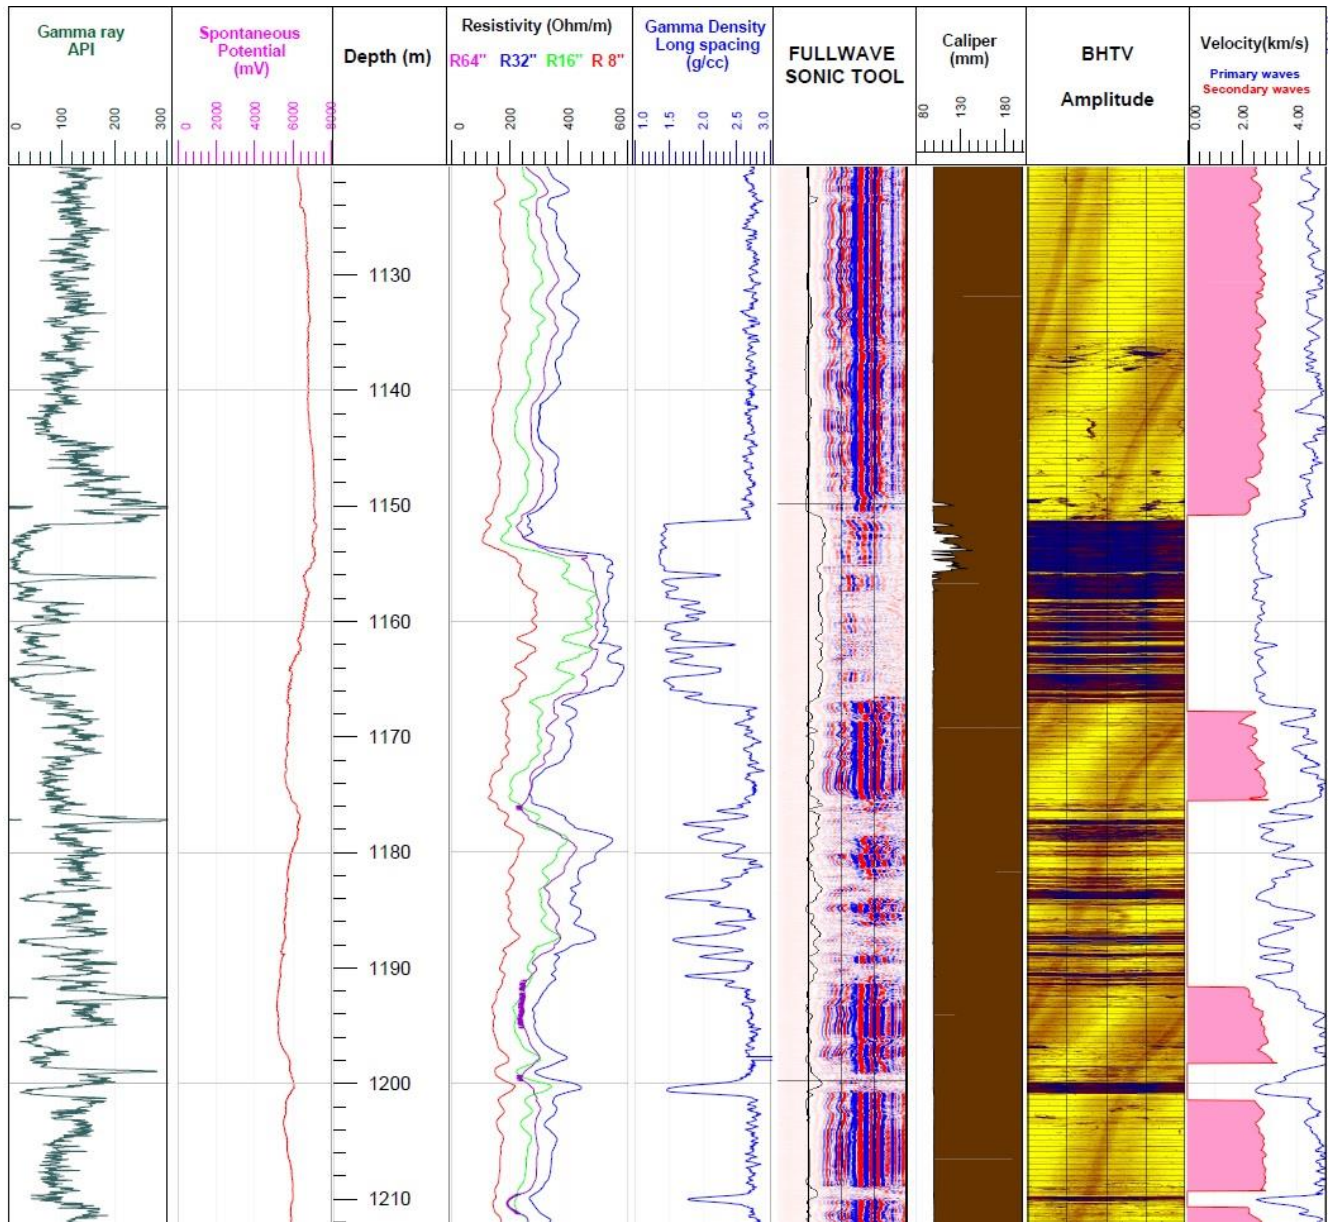 Gamma ray
API
0 100 200 300
Spontaneous
Potential
(mV)
0 2000 4000 6000 8000
Depth (m)
Resistivity (Ohm/m)
R64" R32" R16" R 8"
0 200 400 600
Gamma Density
Long spacing
(g/cc)
1.0 1.5 2.0 2.5 3.0
FULLWAVE
SONIC TOOL
Caliper
(mm)
80 130 180
BHTV
Amplitude
Velocity(km/s)
Primary waves
Secondary waves
0.00 2.00 4.00
1130
1140
1150
1160
1170
1180
1190
1200
1210